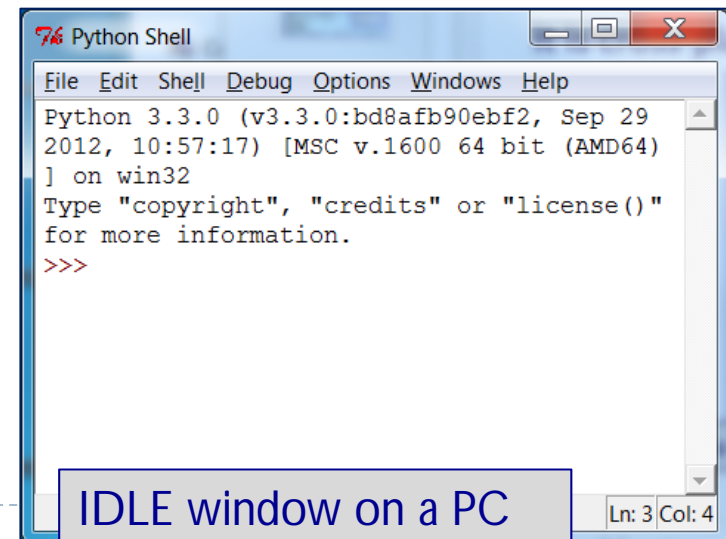 Python Shell
File Edit Shell Debug Options Windows Help
Python 3.3.0 (v3.3.0:bd8afb90ebf2, Sep 29
2012, 10:57:17) [MSC v.1600 64 bit (AMD64)
] on win32
Type "copyright", "credits" or "license()"
for more information.
>>>
IDLE window on a PC
Ln: 3 Col: 4